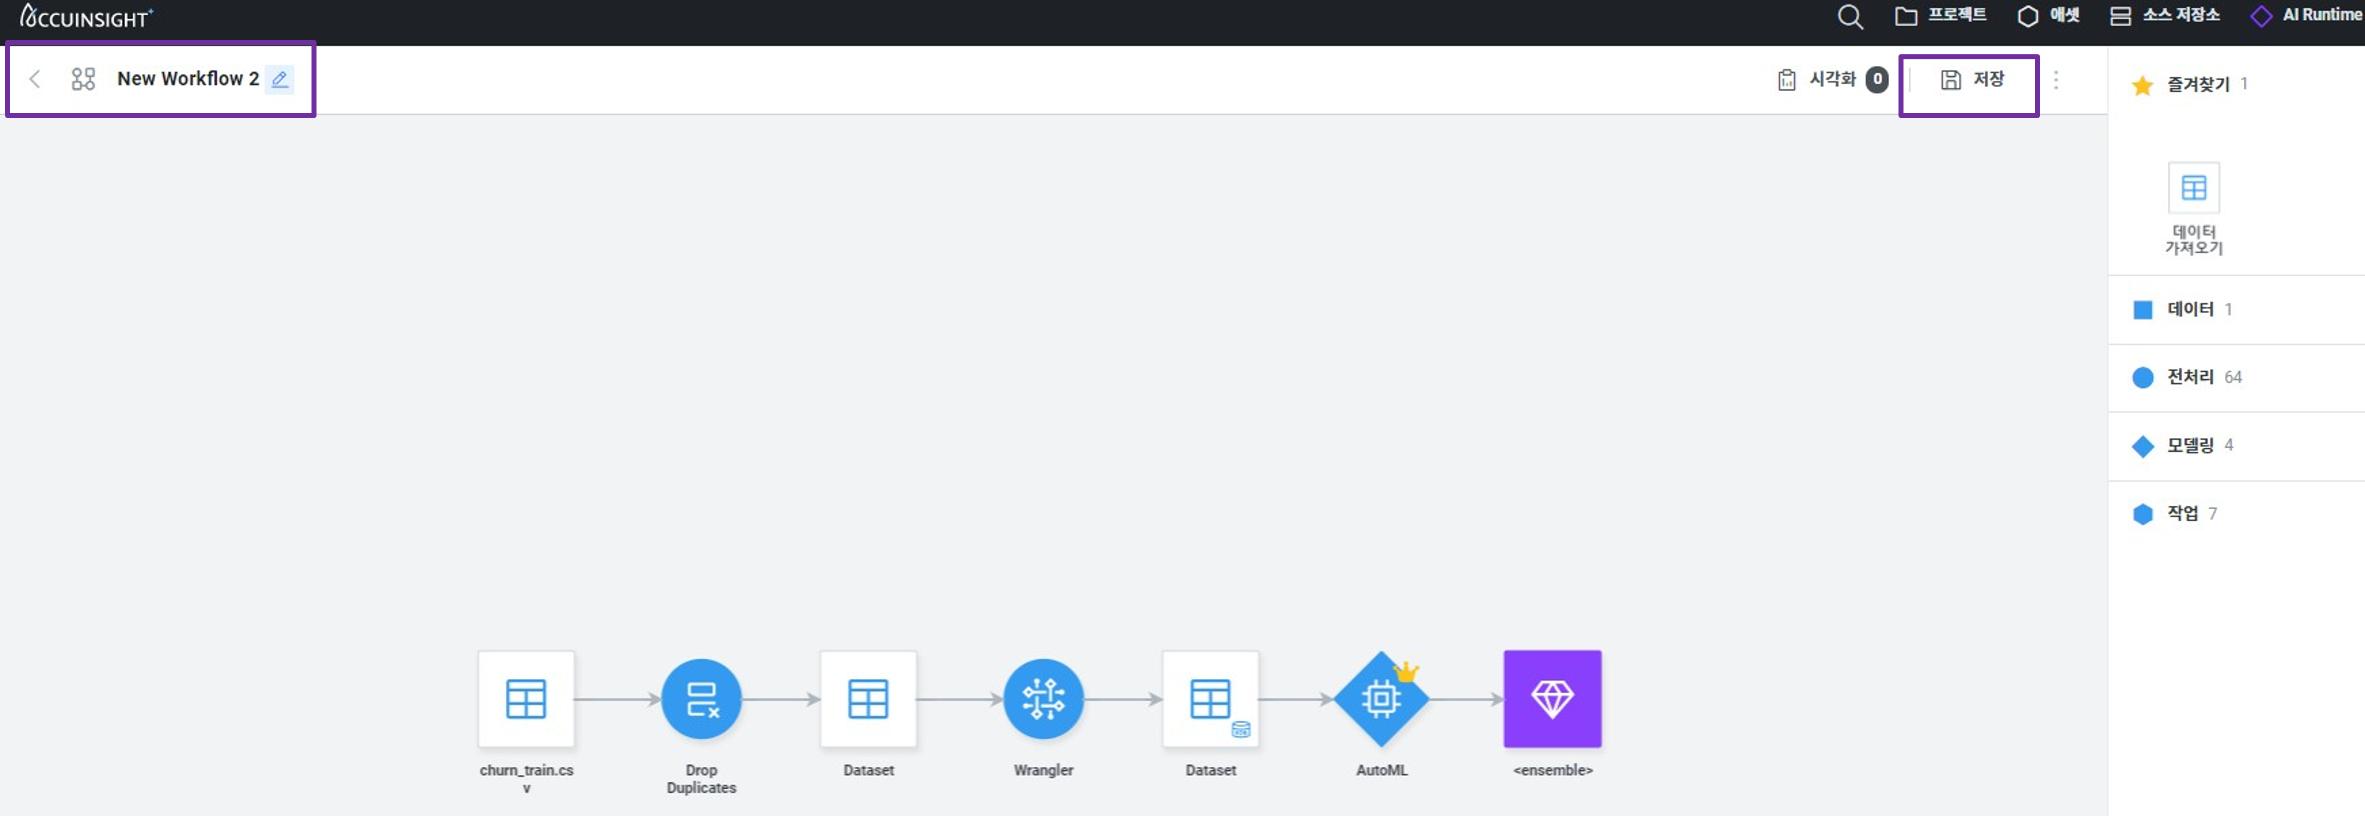 ACCUINSIGHT+
프로젝트
애셋
소스 저장소
AI Runtime
New Workflow 2
시각화 0
저장
즐겨찾기 1
데이터
가져오기
데이터 1
전처리 64
모델링 4
작업 7
churn_train.cs
v
Drop
Duplicates
Dataset
Wrangler
Dataset
AutoML
<ensemble>